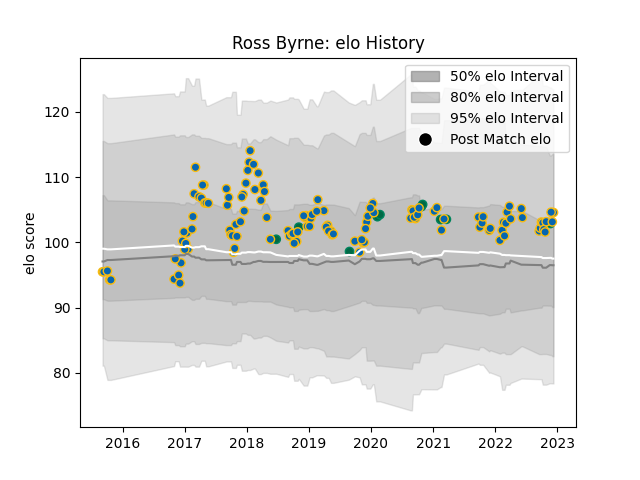 Ross Byrne: elo History
50% elo Interval
80% elo Interval
95% elo Interval
Post Match elo
elo score
120
110
100
90
80
2016 2017 2018 2019 2020 2021 2022 2023